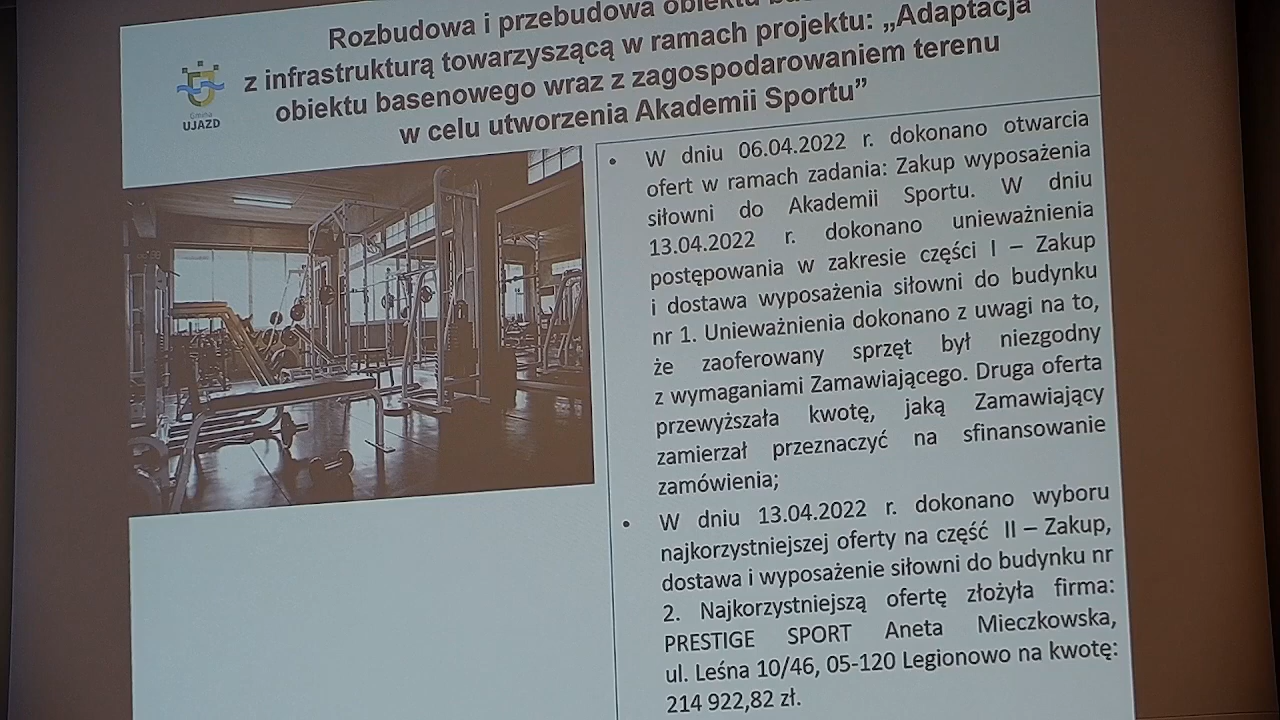 Rozbudowa i przebudowa obiektu
z infrastrukturą towarzyszącą w ramach projektu: „Adaptacja
obiektu basenowego wraz z zagospodarowaniem terenu
w celu utworzenia Akademii Sportu”
Gmina
UJAZD
• W dniu 06.04.2022 r. dokonano otwarcia
ofert w ramach zadania: Zakup wyposażenia
siłowni do Akademii Sportu. W dniu
13.04.2022 r. dokonano unieważnienia
postępowania w zakresie części I – Zakup
i dostawa wyposażenia siłowni do budynku
nr 1. Unieważnienia dokonano z uwagi na to,
że zaoferowany sprzęt był niezgodny
z wymaganiami Zamawiającego. Druga oferta
przewyższała kwotę, jaką Zamawiający
zamierzał przeznaczyć na sfinansowanie
zamówienia;
• W dniu 13.04.2022 r. dokonano wyboru
najkorzystniejszej oferty na część II – Zakup,
dostawa i wyposażenie siłowni do budynku nr
2. Najkorzystniejszą ofertę złożyła firma:
PRESTIGE SPORT Aneta Mieczkowska,
ul. Leśna 10/46, 05-120 Legionowo na kwotę:
214 922,82 zł.